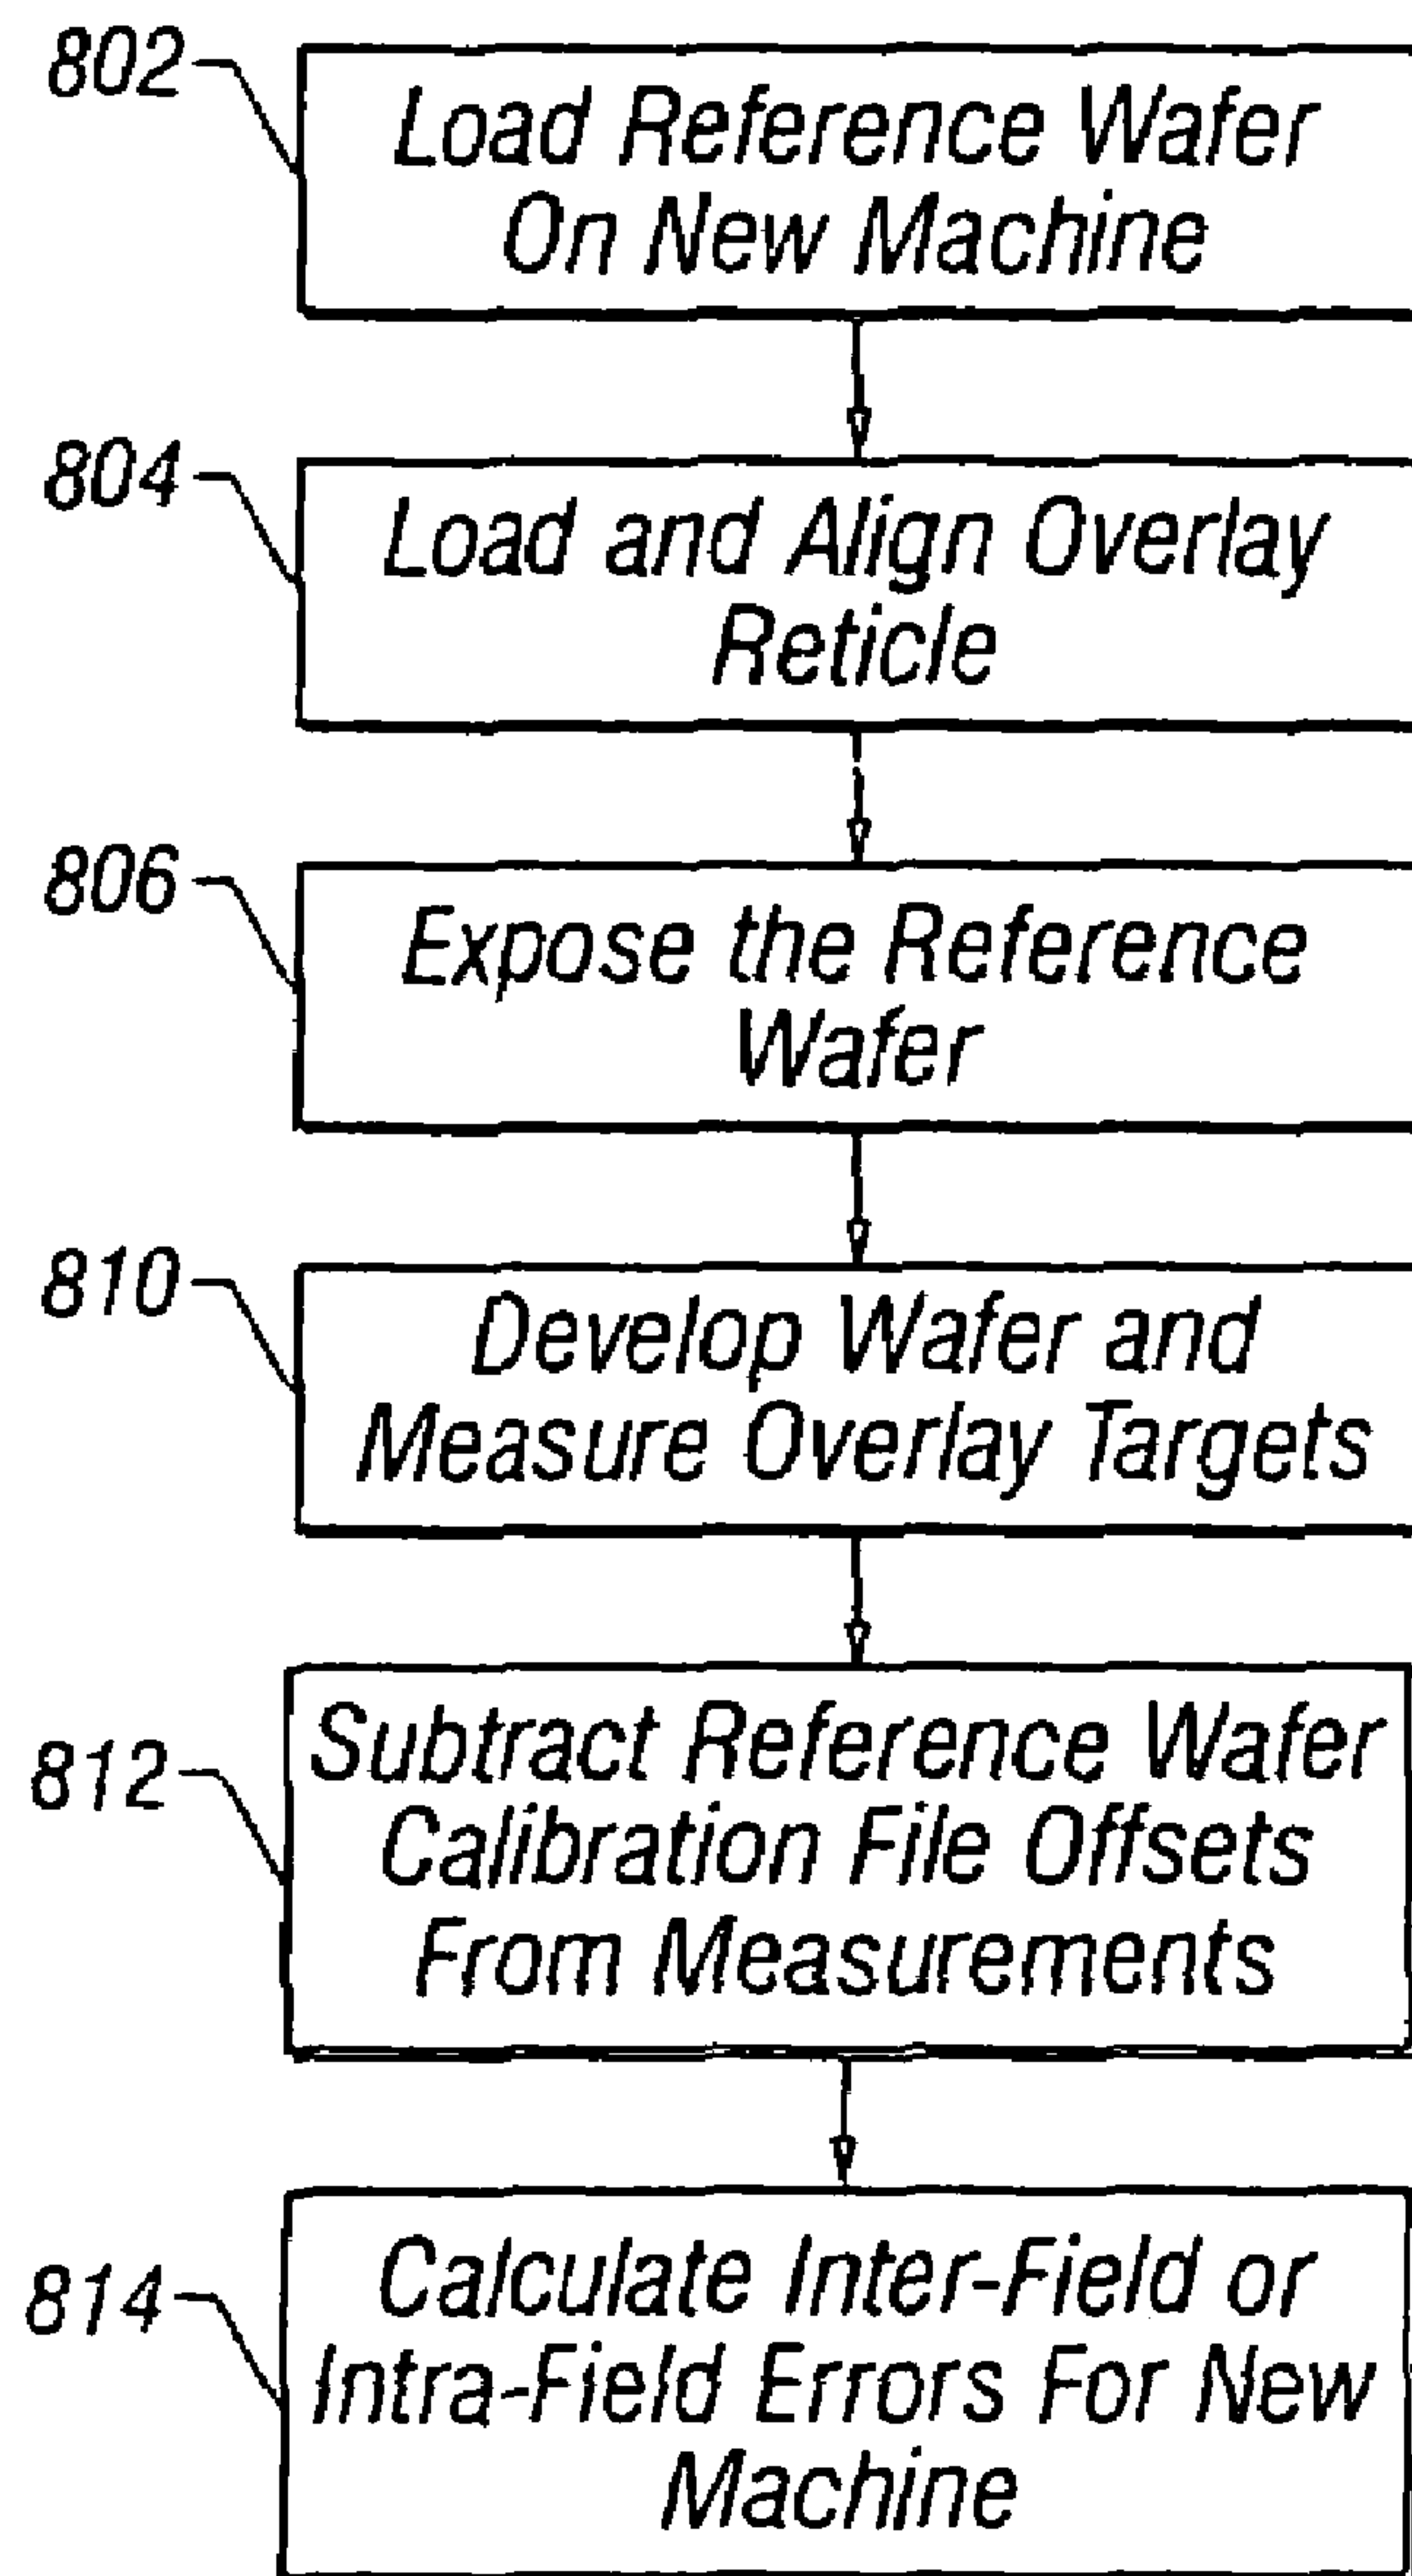 802
Load Reference Wafer
On New Machine
804
Load and Align Overlay
Reticle
806
Expose the Reference
Wafer
810
Develop Wafer and
Measure Overlay Targets
812
Subtract Reference Wafer
Calibration File Offsets
From Measurements
814
Calculate Inter-Field or
Intra-Field Errors For New
Machine